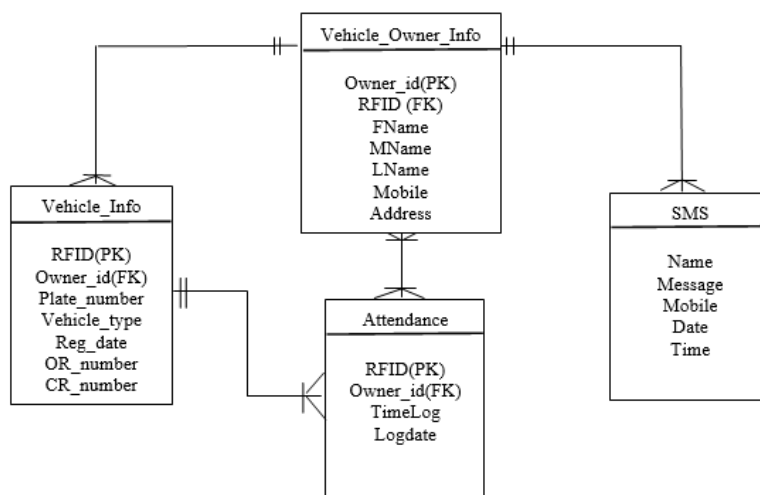 Vehicle_Owner_Info
Owner_id(PK)
RFID (FK)
FName
MName
LName
Mobile
Address
Vehicle_Info
RFID(PK)
Owner_id(FK)
Plate_number
Vehicle_type
Reg_date
OR_number
CR_number
Attendance
RFID(PK)
Owner_id(FK)
TimeLog
Logdate
SMS
Name
Message
Mobile
Date
Time